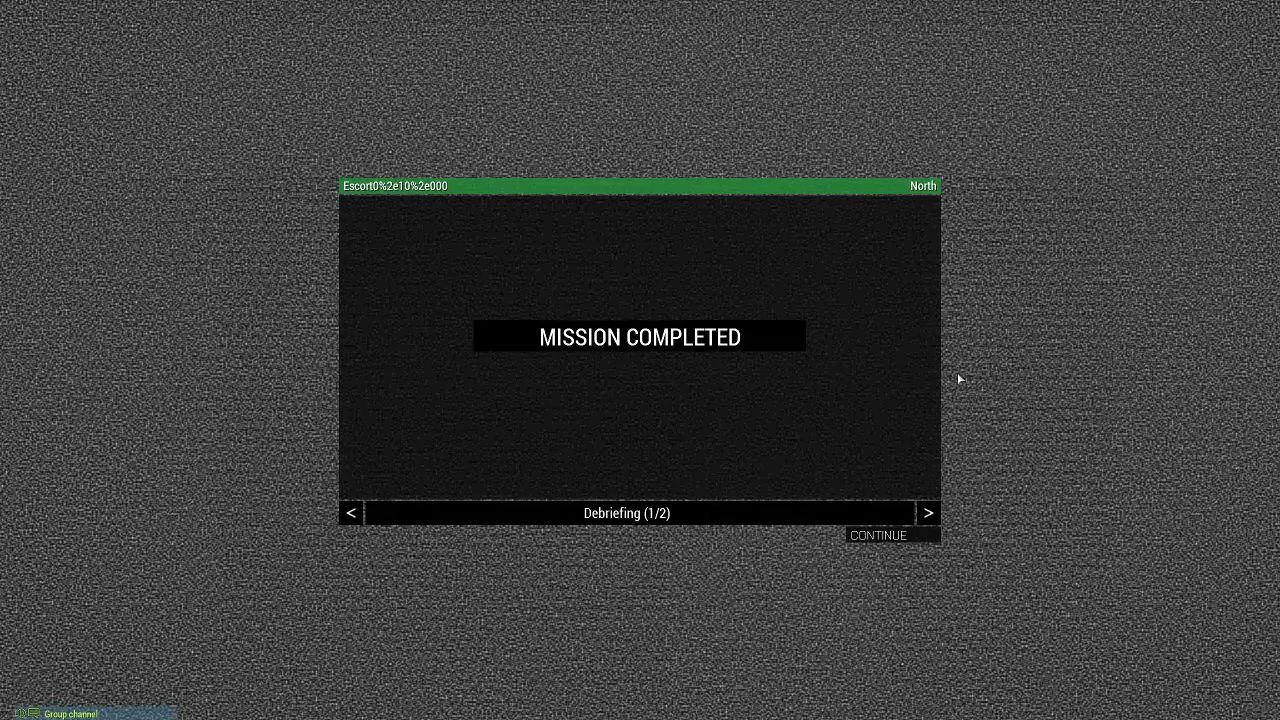 Escort0%2e10%2e000 North
MISSION COMPLETED
< Debriefing (1/2) >
CONTINUE
Group channel